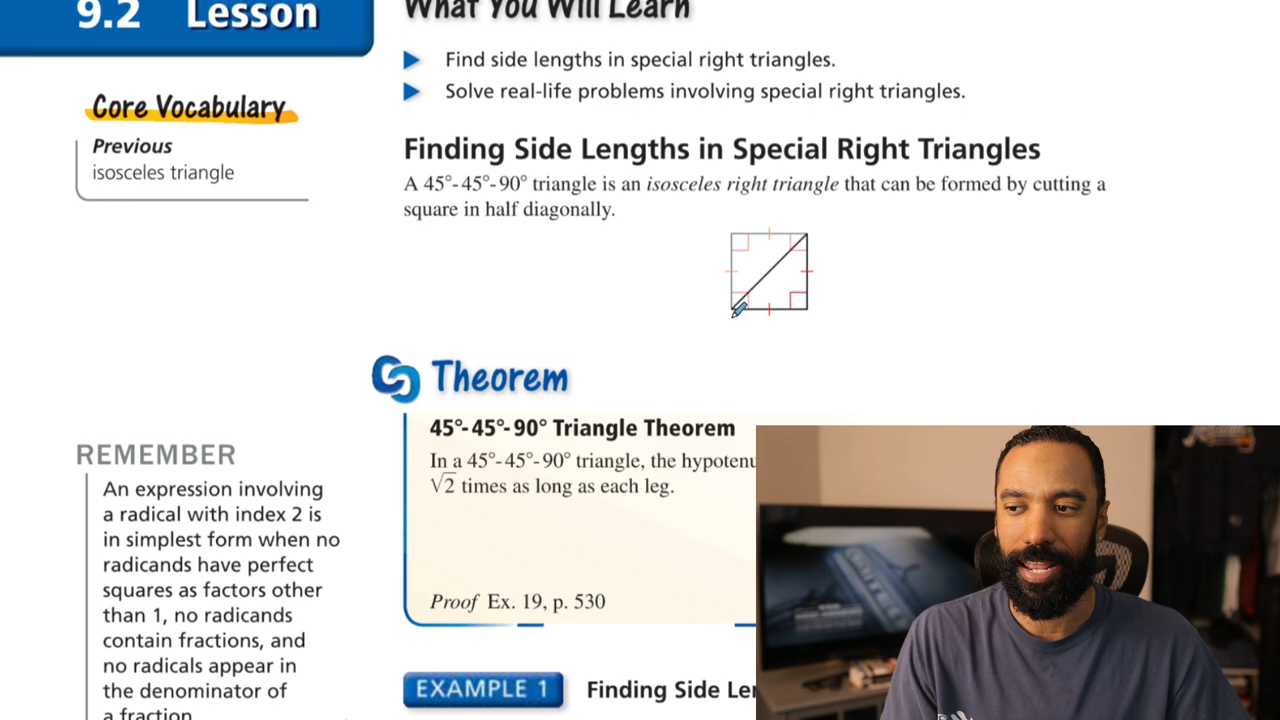 9.2 Lesson
What You Will Learn
Find side lengths in special right triangles.
Solve real-life problems involving special right triangles.
Core Vocabulary
Previous
isosceles triangle
Finding Side Lengths in Special Right Triangles
A 45°-45°-90° triangle is an isosceles right triangle that can be formed by cutting a
square in half diagonally.
Theorem
45°-45°-90° Triangle Theorem
In a 45°-45°-90° triangle, the hypotenu
√2 times as long as each leg.
Proof Ex. 19, p. 530
REMEMBER
An expression involving
a radical with index 2 is
in simplest form when no
radicands have perfect
squares as factors other
than 1, no radicands
contain fractions, and
no radicals appear in
the denominator of
a fraction.
EXAMPLE 1 Finding Side Le